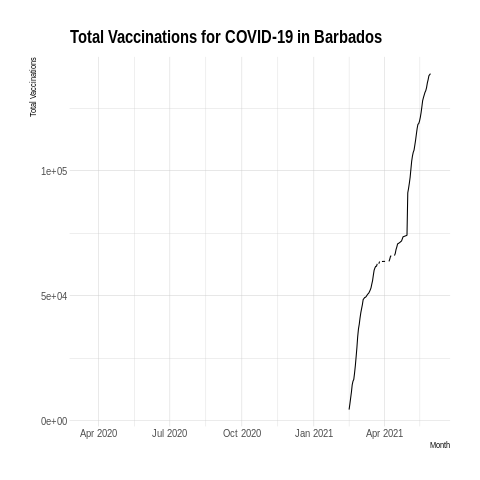 Total Vaccinations for COVID-19 in Barbados
Total Vaccinations
1e+05
5e+04
0e+00
Apr 2020 Jul 2020 Oct 2020 Jan 2021 Apr 2021
Month